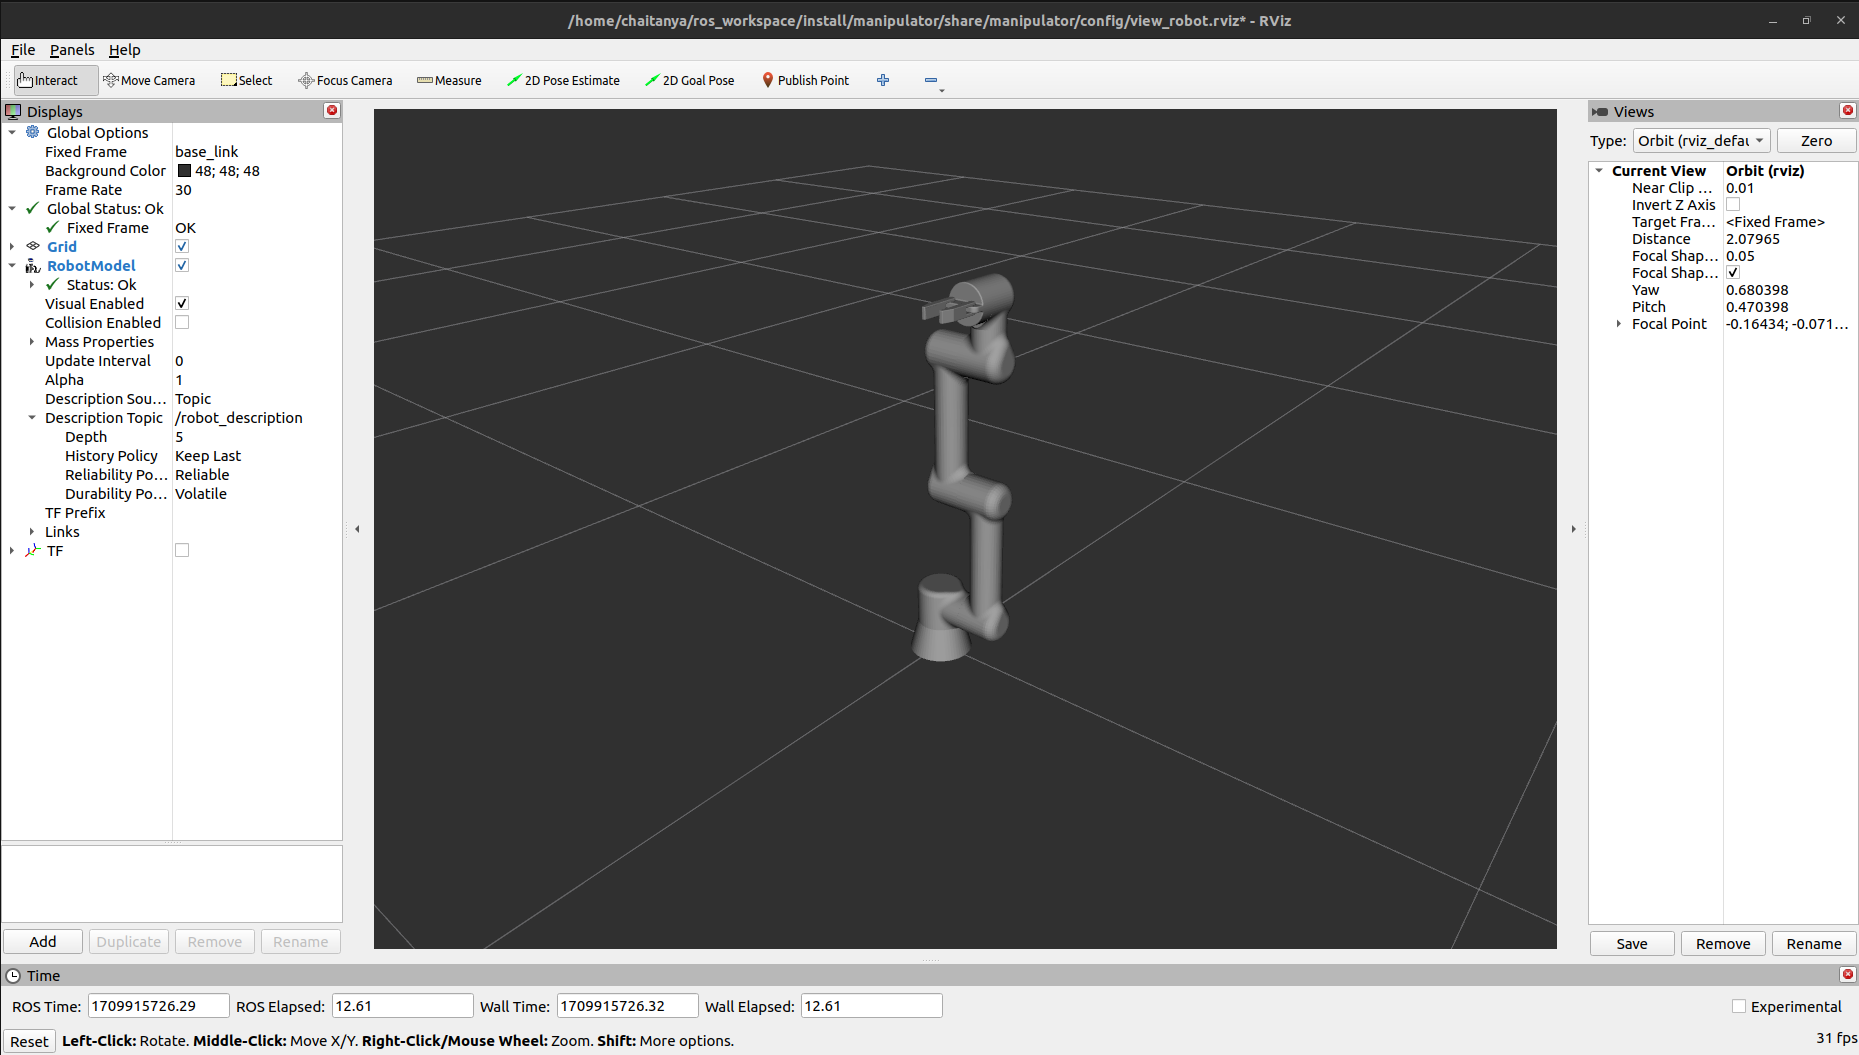 /home/chaitanya/ros_workspace/install/manipulator/share/manipulator/config/view_robot.rviz* - RViz
File Panels Help
Interact Move Camera Select Focus Camera Measure 2D Pose Estimate 2D Goal Pose Publish Point
Displays
Global Options
Fixed Frame base_link
Background Color 48; 48; 48
Frame Rate 30
Global Status: Ok
Fixed Frame OK
Grid
RobotModel
Status: Ok
Visual Enabled
Collision Enabled
Mass Properties
Update Interval 0
Alpha 1
Description Sou... Topic
Description Topic /robot_description
Depth 5
History Policy Keep Last
Reliability Po... Reliable
Durability Po... Volatile
TF Prefix
Links
TF
Add Duplicate Remove Rename
Views
Type: Orbit (rviz_defau Zero
Current View Orbit (rviz)
Near Clip ... 0.01
Invert Z Axis
Target Fra... <Fixed Frame>
Distance 2.07965
Focal Shap... 0.05
Focal Shap...
Yaw 0.680398
Pitch 0.470398
Focal Point -0.16434; -0.071...
Save Remove Rename
Time
ROS Time: 1709915726.29 ROS Elapsed: 12.61 Wall Time: 1709915726.32 Wall Elapsed: 12.61 Experimental
Reset Left-Click: Rotate. Middle-Click: Move X/Y. Right-Click/Mouse Wheel: Zoom. Shift: More options. 31 fps